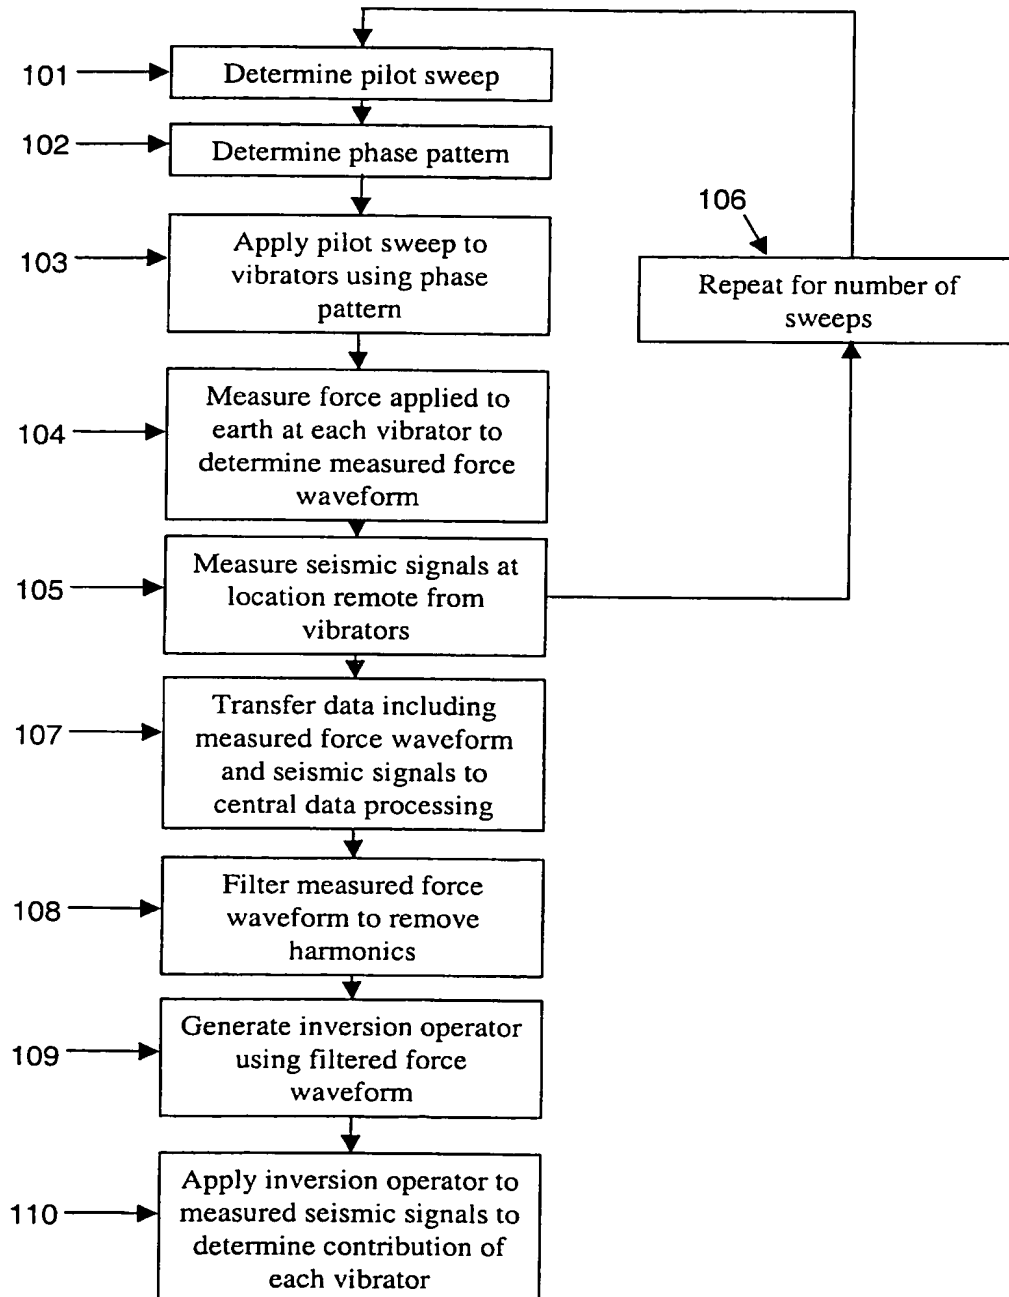 101
Determine pilot sweep
102
Determine phase pattern
103
Apply pilot sweep to
vibrators using phase
pattern
106
Repeat for number of
sweeps
104
Measure force applied to
earth at each vibrator to
determine measured force
waveform
105
Measure seismic signals at
location remote from
vibrators
107
Transfer data including
measured force waveform
and seismic signals to
central data processing
108
Filter measured force
waveform to remove
harmonics
109
Generate inversion operator
using filtered force
waveform
110
Apply inversion operator to
measured seismic signals to
determine contribution of
each vibrator